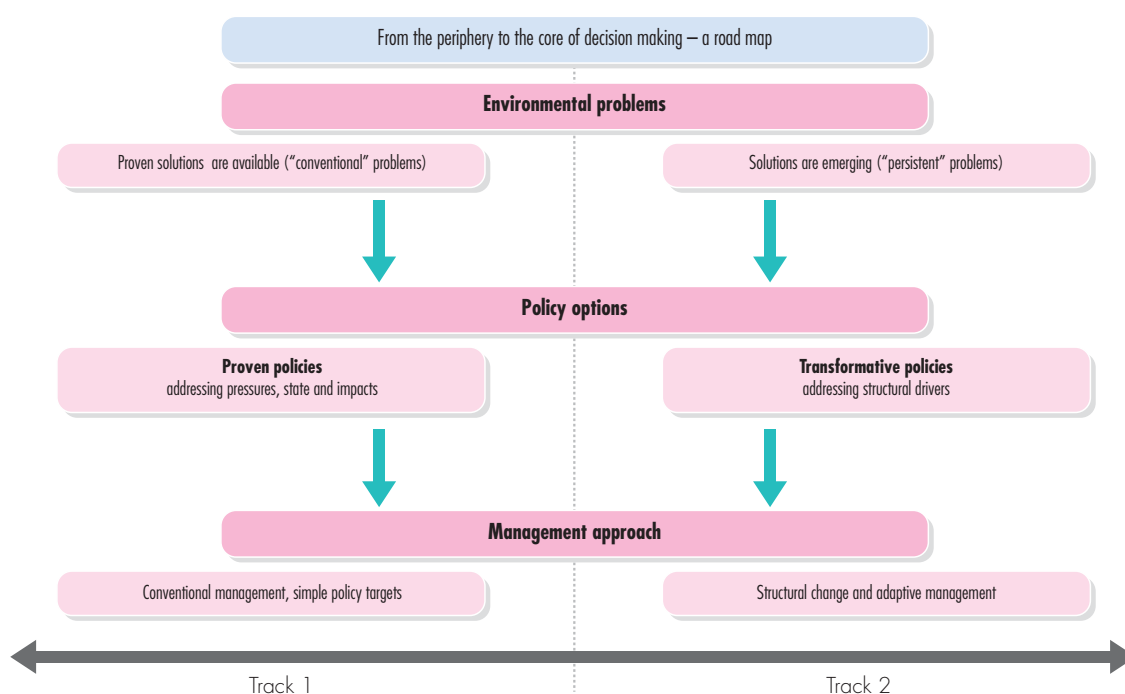 From the periphery to the core of decision making – a road map
Environmental problems
Proven solutions are available (“conventional” problems)
Solutions are emerging (“persistent” problems)
Policy options
Proven policies
addressing pressures, state and impacts
Transformative policies
addressing structural drivers
Management approach
Conventional management, simple policy targets
Structural change and adaptive management
Track 1
Track 2